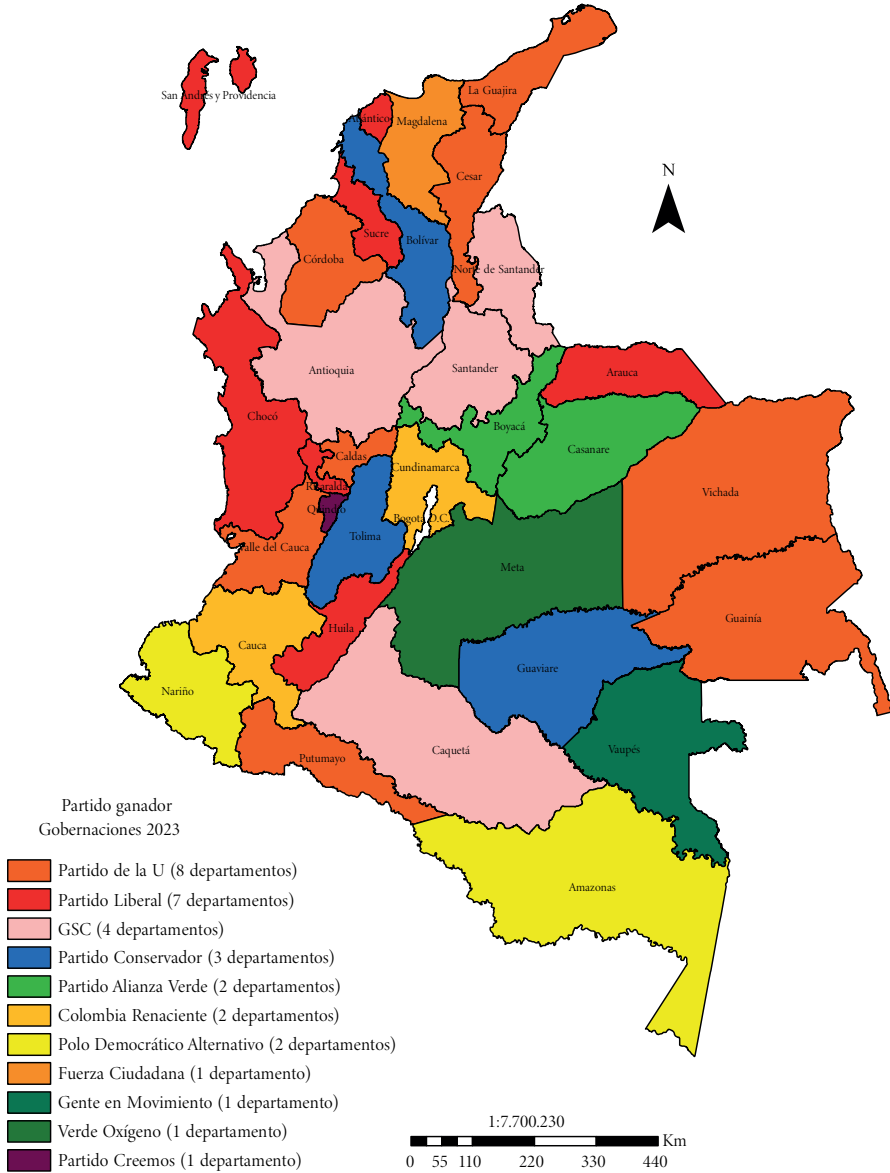 San Andrés y Providencia
La Guajira
Atlántico
Magdalena
Cesar
N
Sucre
Bolívar
Córdoba
Norte de Santander
Antioquia
Santander
Arauca
Chocó
Boyacá
Casanare
Caldas
Cundinamarca
Risaralda
Vichada
Quindío
Bogotá D.C.
Tolima
Valle del Cauca
Meta
Huila
Guainía
Cauca
Guaviare
Nariño
Caquetá
Vaupés
Putumayo
Amazonas
Partido ganador
Gobernaciones 2023
Partido de la U (8 departamentos)
Partido Liberal (7 departamentos)
GSC (4 departamentos)
Partido Conservador (3 departamentos)
Partido Alianza Verde (2 departamentos)
Colombia Renaciente (2 departamentos)
Polo Democrático Alternativo (2 departamentos)
Fuerza Ciudadana (1 departamento)
Gente en Movimiento (1 departamento)
Verde Oxígeno (1 departamento)
Partido Creemos (1 departamento)
1:7.700.230
Km
0 55 110 220 330 440